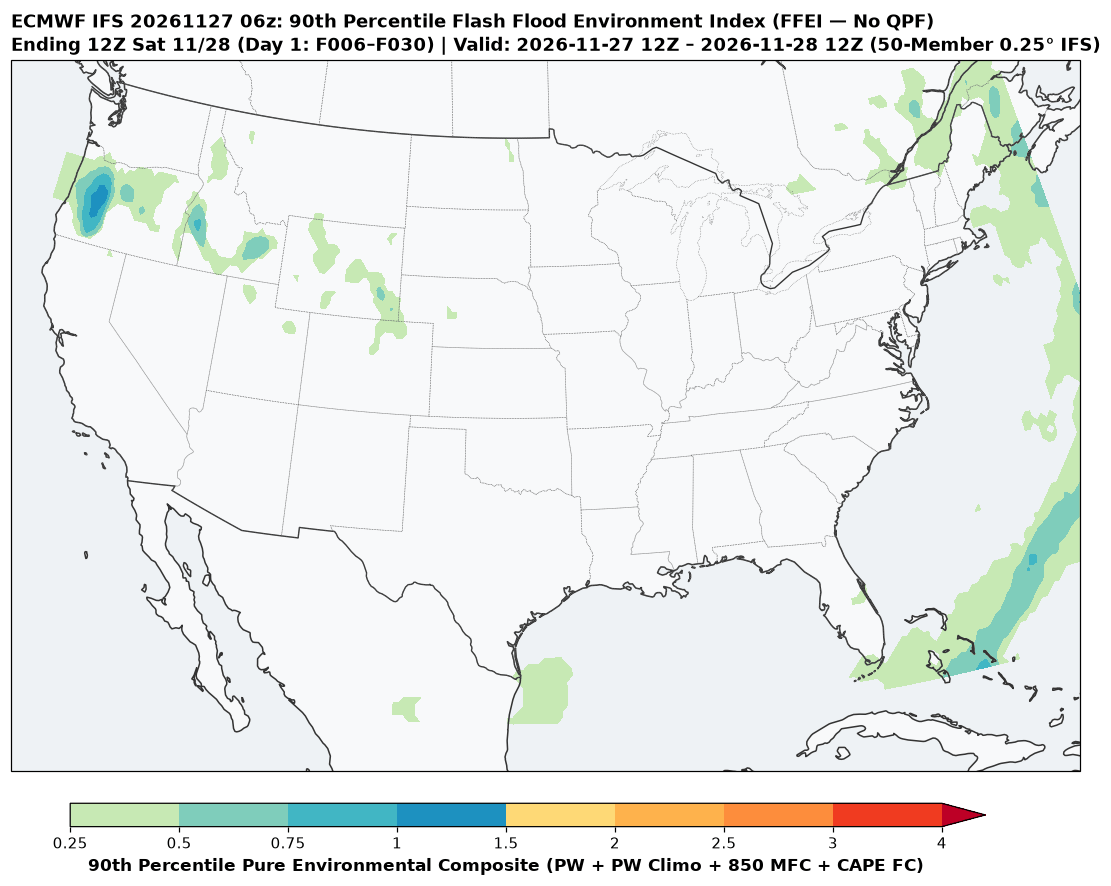 ECMWF IFS 20261127 06z: 90th Percentile Flash Flood Environment Index (FFEI — No QPF)
Ending 12Z Sat 11/28 (Day 1: F006–F030) | Valid: 2026-11-27 12Z – 2026-11-28 12Z (50-Member 0.25° IFS)
0.25 0.5 0.75 1 1.5 2 2.5 3 4
90th Percentile Pure Environmental Composite (PW + PW Climo + 850 MFC + CAPE FC)